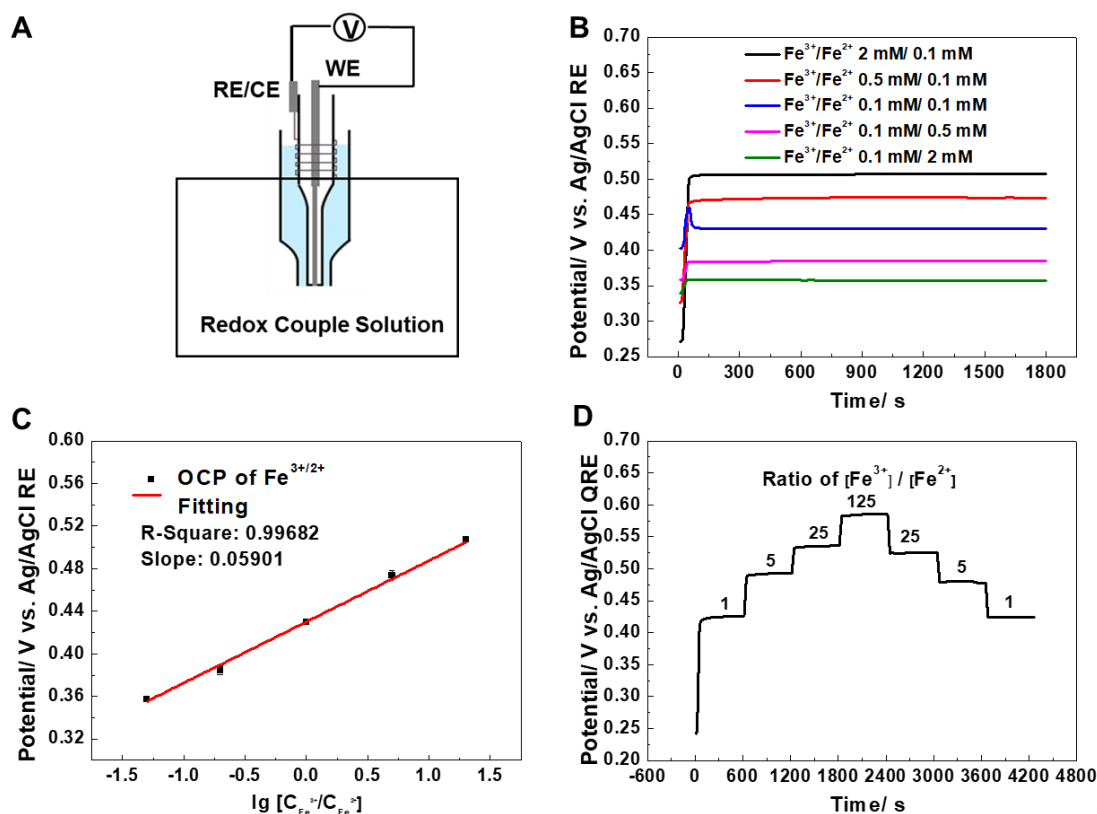 A
V
WE
RE/CE
Redox Couple Solution
B
Potential/ V vs. Ag/AgCl RE
0.70
0.65
0.60
0.55
0.50
0.45
0.40
0.35
0.30
0.25
Fe³⁺/Fe²⁺ 2 mM/ 0.1 mM
Fe³⁺/Fe²⁺ 0.5 mM/ 0.1 mM
Fe³⁺/Fe²⁺ 0.1 mM/ 0.1 mM
Fe³⁺/Fe²⁺ 0.1 mM/ 0.5 mM
Fe³⁺/Fe²⁺ 0.1 mM/ 2 mM
0 300 600 900 1200 1500 1800
Time/ s
C
Potential/ V vs. Ag/AgCl RE
0.60
0.56
0.52
0.48
0.44
0.40
0.36
0.32
OCP of Fe³⁺/²⁺
Fitting
R-Square: 0.99682
Slope: 0.05901
-1.5 -1.0 -0.5 0.0 0.5 1.0 1.5
lg [C_Fe³⁺/C_Fe²⁺]
D
Potential/ V vs. Ag/AgCl QRE
0.70
0.65
0.60
0.55
0.50
0.45
0.40
0.35
0.30
0.25
0.20
Ratio of [Fe³⁺] / [Fe²⁺]
1 5 25 125 25 5 1
-600 0 600 1200 1800 2400 3000 3600 4200 4800
Time/ s